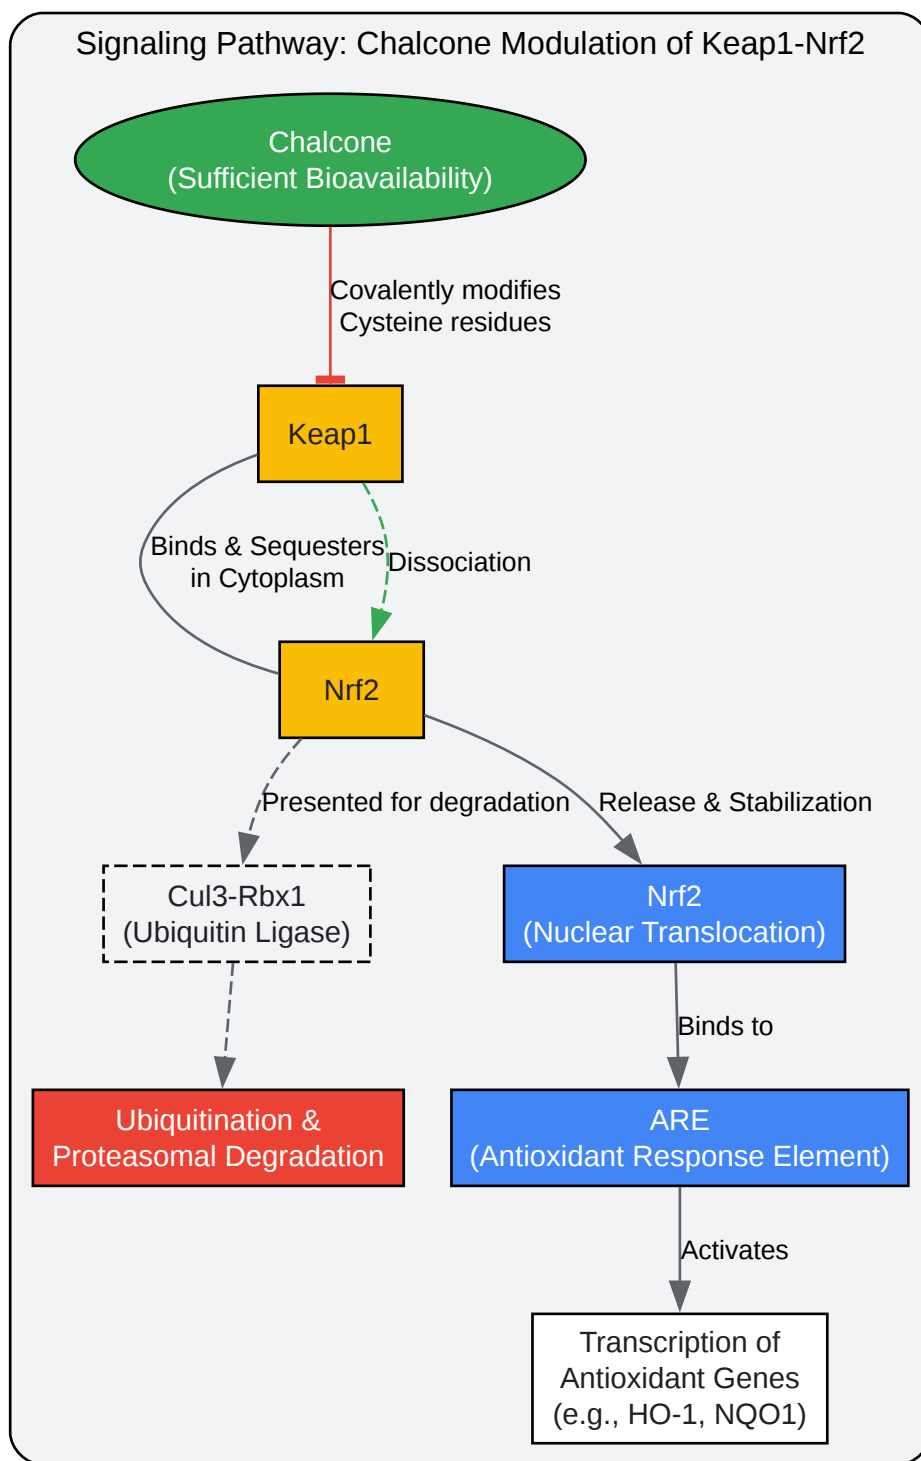 Signaling Pathway: Chalcone Modulation of Keap1-Nrf2
Chalcone
(Sufficient Bioavailability)
Covalently modifies
Cysteine residues
Keap1
Binds & Sequesters
in Cytoplasm
Dissociation
Nrf2
Presented for degradation
Release & Stabilization
Cul3-Rbx1
(Ubiquitin Ligase)
Nrf2
(Nuclear Translocation)
Binds to
Ubiquitination &
Proteasomal Degradation
ARE
(Antioxidant Response Element)
Activates
Transcription of
Antioxidant Genes
(e.g., HO-1, NQO1)